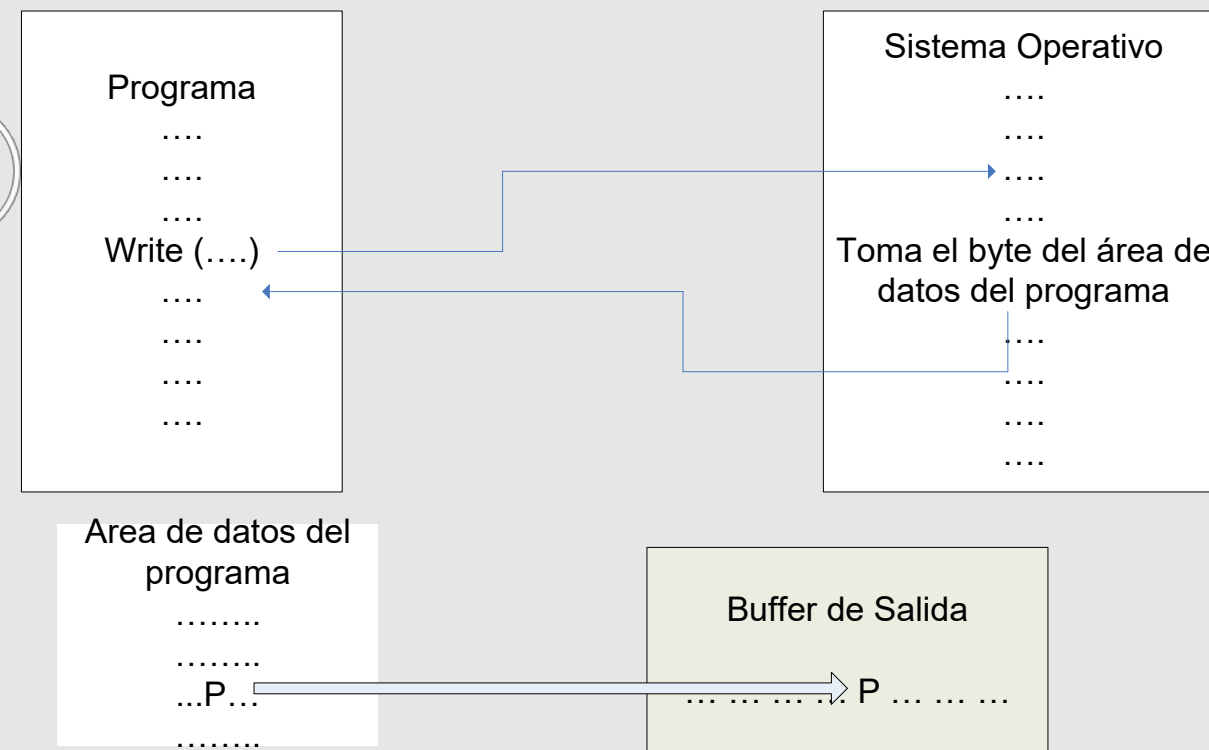 Programa
….
….
….
Write (….)
….
….
….
….
Sistema Operativo
….
….
….
….
Toma el byte del área de
datos del programa
….
….
….
….
Area de datos del
programa
……..
……..
...P…
……..
Buffer de Salida
… … … … P … … …